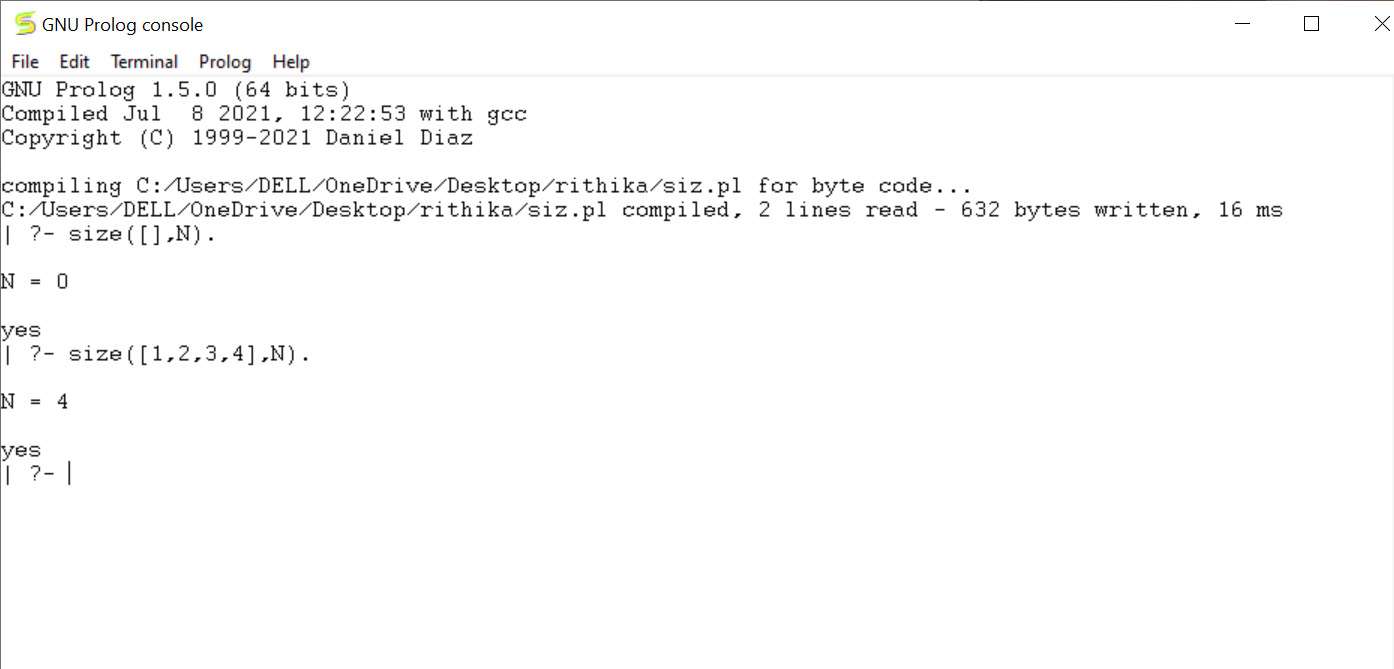 GNU Prolog console
File Edit Terminal Prolog Help
GNU Prolog 1.5.0 (64 bits)
Compiled Jul  8 2021, 12:22:53 with gcc
Copyright (C) 1999-2021 Daniel Diaz
compiling C:/Users/DELL/OneDrive/Desktop/rithika/siz.pl for byte code...
C:/Users/DELL/OneDrive/Desktop/rithika/siz.pl compiled, 2 lines read - 632 bytes written, 16 ms
| ?- size([],N).
N = 0
yes
| ?- size([1,2,3,4],N).
N = 4
yes
| ?-